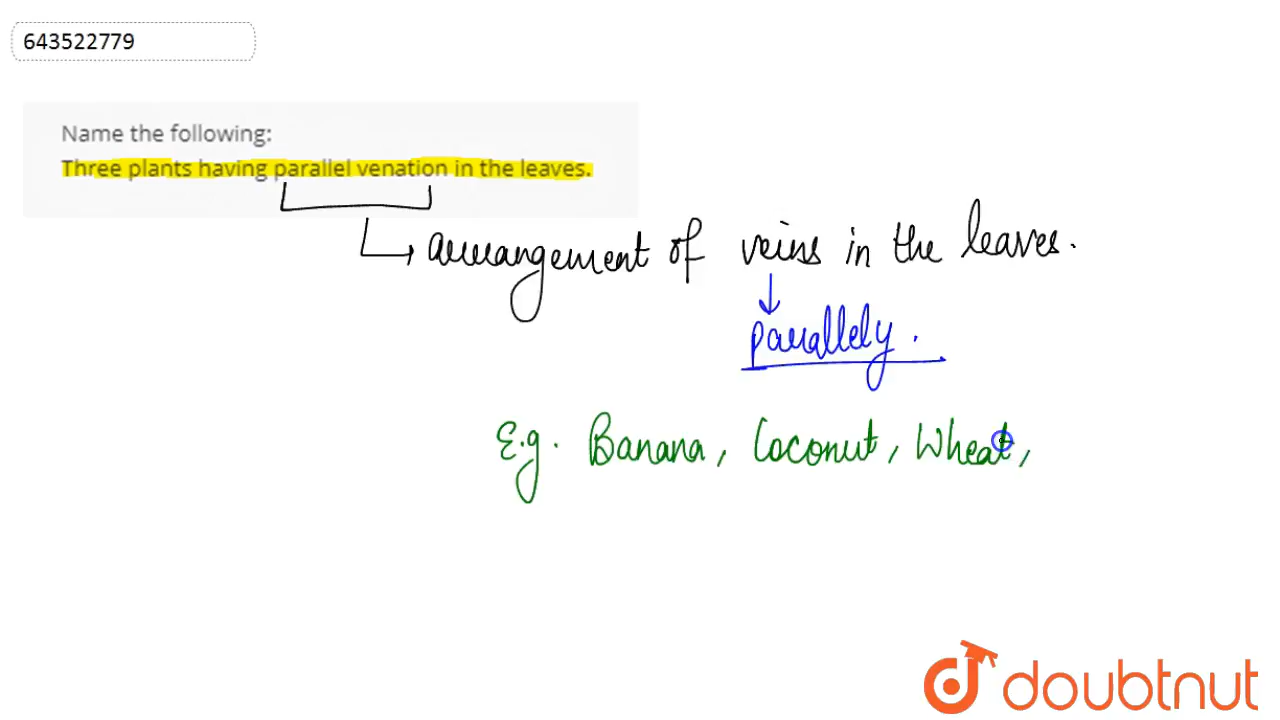 643522779
Name the following:
Three plants having parallel venation in the leaves.
arrangement of veins in the leaves.
parallely.
E.g. Banana, Coconut, Wheat,
doubtnut